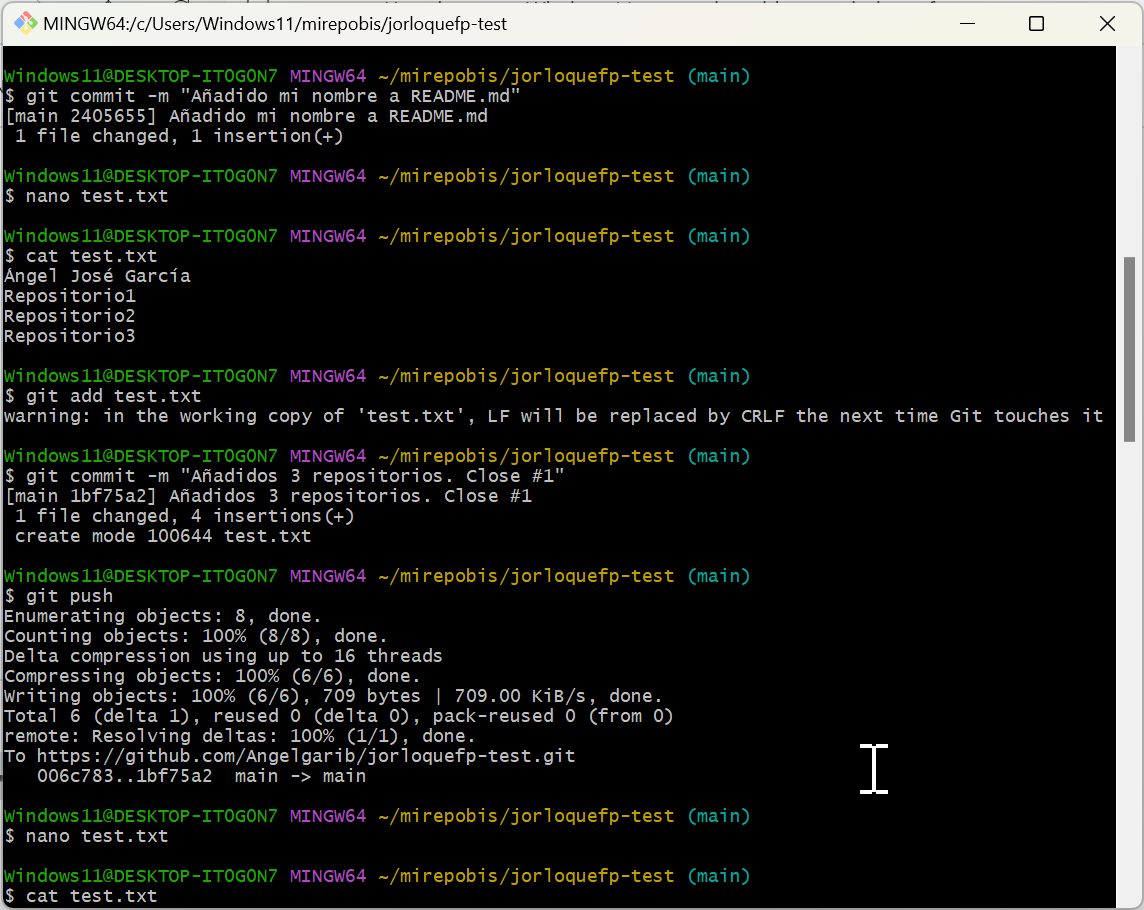 MINGW64:/c/Users/Windows11/mirepobis/jorloquefp-test
Windows11@DESKTOP-IT0G0N7 MINGW64 ~/mirepobis/jorloquefp-test (main)
$ git commit -m "Añadido mi nombre a README.md"
[main 2405655] Añadido mi nombre a README.md
 1 file changed, 1 insertion(+)
Windows11@DESKTOP-IT0G0N7 MINGW64 ~/mirepobis/jorloquefp-test (main)
$ nano test.txt
Windows11@DESKTOP-IT0G0N7 MINGW64 ~/mirepobis/jorloquefp-test (main)
$ cat test.txt
Ángel José García
Repositorio1
Repositorio2
Repositorio3
Windows11@DESKTOP-IT0G0N7 MINGW64 ~/mirepobis/jorloquefp-test (main)
$ git add test.txt
warning: in the working copy of 'test.txt', LF will be replaced by CRLF the next time Git touches it
Windows11@DESKTOP-IT0G0N7 MINGW64 ~/mirepobis/jorloquefp-test (main)
$ git commit -m "Añadidos 3 repositorios. Close #1"
[main 1bf75a2] Añadidos 3 repositorios. Close #1
 1 file changed, 4 insertions(+)
 create mode 100644 test.txt
Windows11@DESKTOP-IT0G0N7 MINGW64 ~/mirepobis/jorloquefp-test (main)
$ git push
Enumerating objects: 8, done.
Counting objects: 100% (8/8), done.
Delta compression using up to 16 threads
Compressing objects: 100% (6/6), done.
Writing objects: 100% (6/6), 709 bytes | 709.00 KiB/s, done.
Total 6 (delta 1), reused 0 (delta 0), pack-reused 0 (from 0)
remote: Resolving deltas: 100% (1/1), done.
To https://github.com/Angelgarib/jorloquefp-test.git
   006c783..1bf75a2  main -> main
Windows11@DESKTOP-IT0G0N7 MINGW64 ~/mirepobis/jorloquefp-test (main)
$ nano test.txt
Windows11@DESKTOP-IT0G0N7 MINGW64 ~/mirepobis/jorloquefp-test (main)
$ cat test.txt